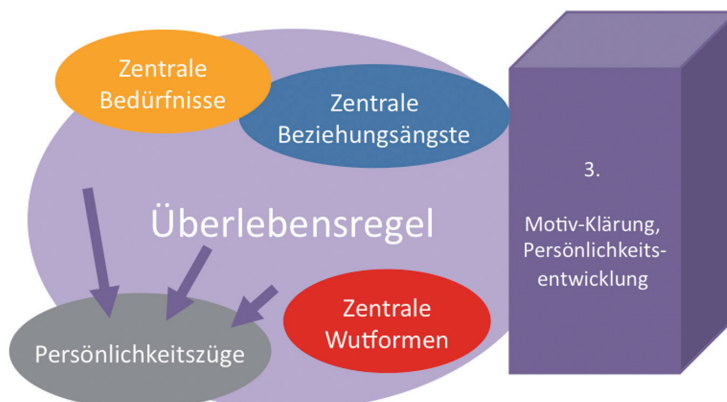 Zentrale
Bedürfnisse
Zentrale
Beziehungsängste
3.
Motiv-Klärung,
Persönlichkeits-
entwicklung
Überlebensregel
Zentrale
Wutformen
Persönlichkeitszüge